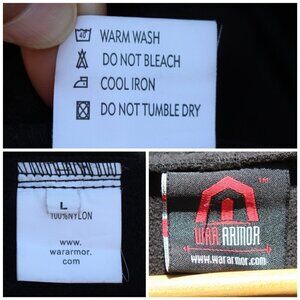 WARM WASH
DO NOT BLEACH
COOL IRON
DO NOT TUMBLE DRY
L
100%NYLON
www.
wararmor.
com
TM
WAR ARMOR
www.wararmor.com